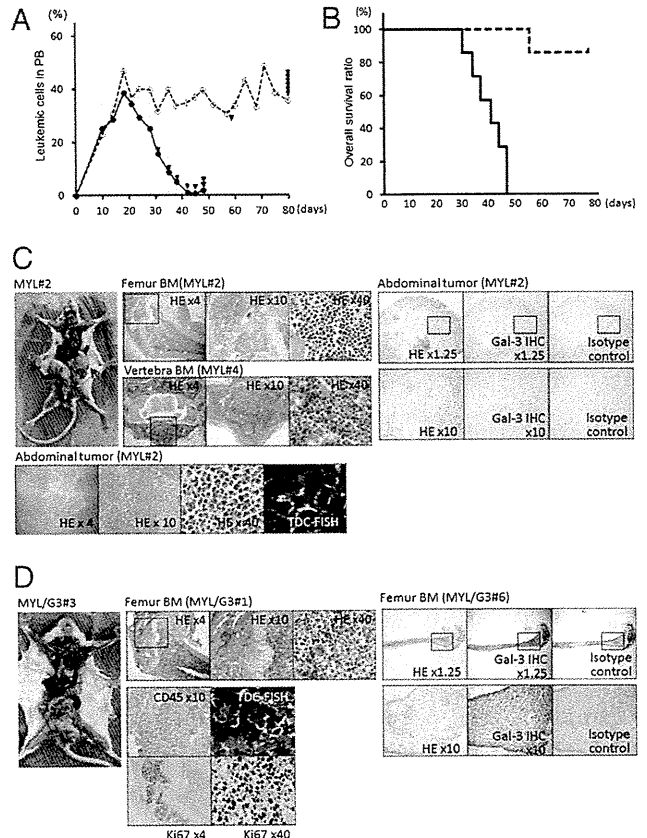 A
(%)
60
40
20
0
Leukemic cells in PB
0 10 20 30 40 50 60 70 80 (days)
B
(%)
100
80
60
40
20
0
Overall survival ratio
0 10 20 30 40 50 60 70 80 (days)
C
MYL#2
Femur BM(MYL#2)
HE x4
HE x10
HE x40
Vertebra BM (MYL#4)
HE x4
HE x10
HE x40
Abdominal tumor (MYL#2)
HE x1.25
Gal-3 IHC
x1.25
Isotype
control
HE x10
Gal-3 IHC
x10
Isotype
control
Abdominal tumor (MYL#2)
HE x 4
HE x 10
HE x 40
TDC-FISH
D
MYL/G3#3
Femur BM (MYL/G3#1)
HE x4
HE x10
HE x40
CD45 x10
TDC-FISH
Ki67 x4
Ki67 x40
Femur BM (MYL/G3#6)
HE x1.25
Gal-3 IHC
x1.25
Isotype
control
HE x10
Gal-3 IHC
x10
Isotype
control